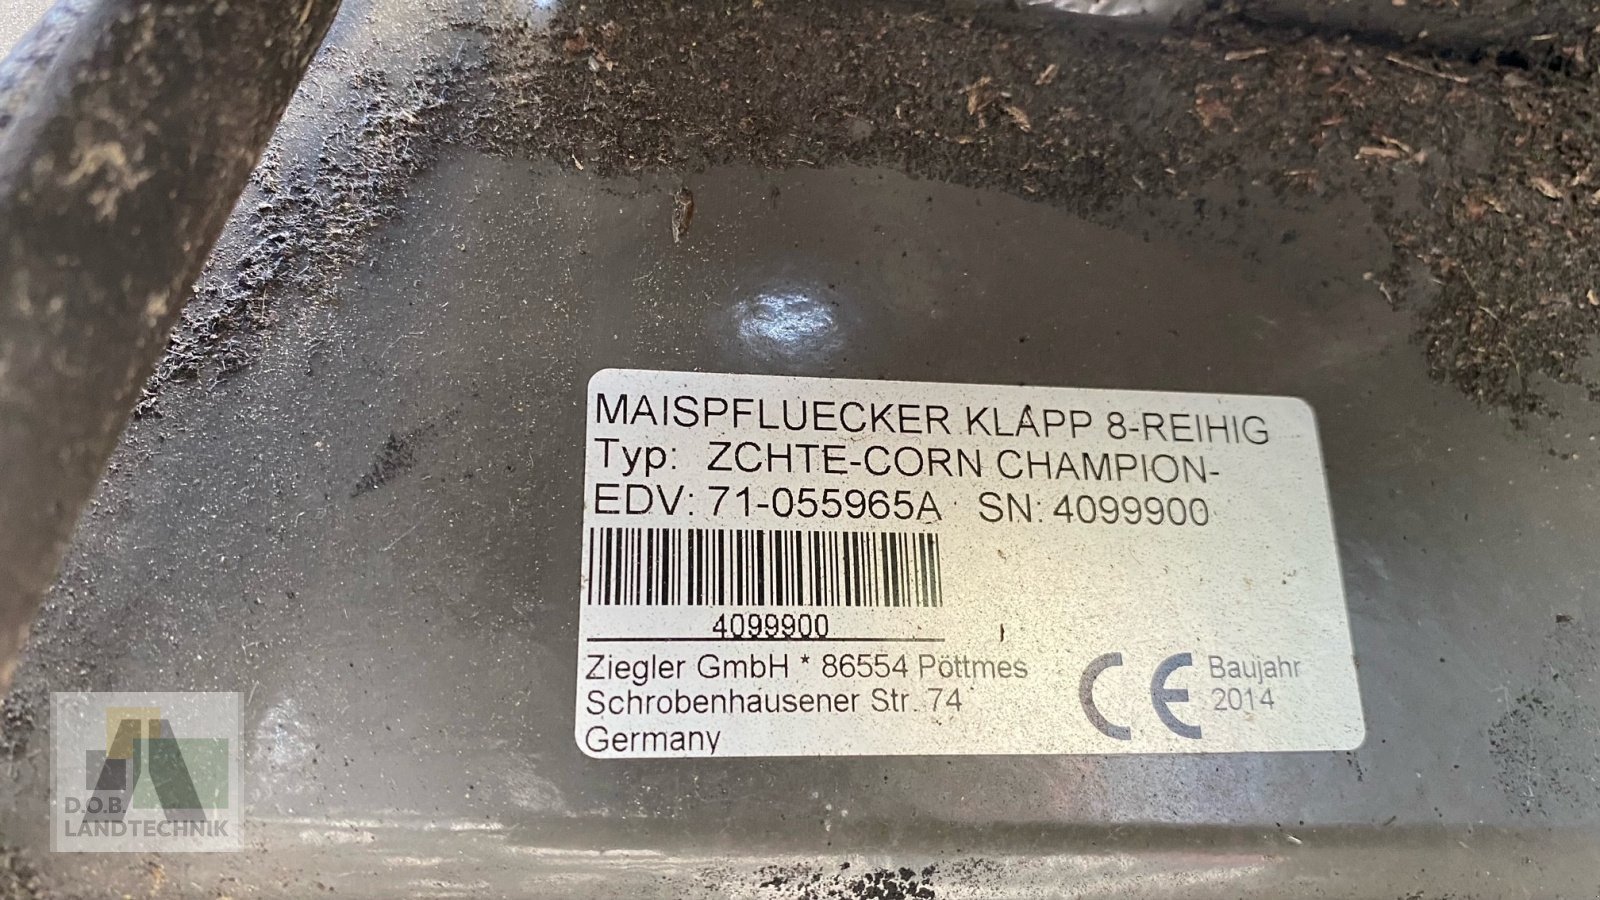 MAISPFLUECKER KLAPP 8-REIHIG
Typ: ZCHTE-CORN CHAMPION-
EDV: 71-055965A SN: 4099900
4099900
Ziegler GmbH * 86554 Pöttmes
Schrobenhausener Str. 74
Germany
CE Baujahr
2014
D.O.B.
LANDTECHNIK